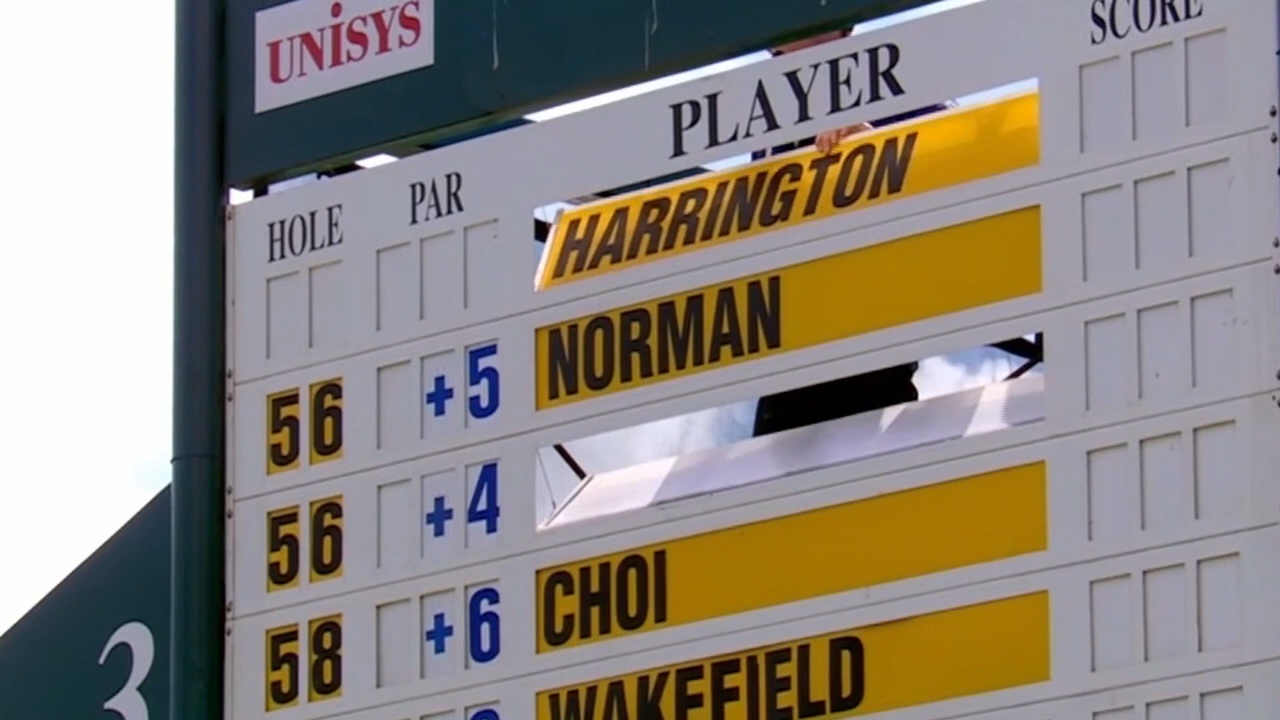 UNISYS
HOLE PAR PLAYER SCORE
HARRINGTON
56 +5 NORMAN
56 +4
58 +6 CHOI
WAKEFIELD
3